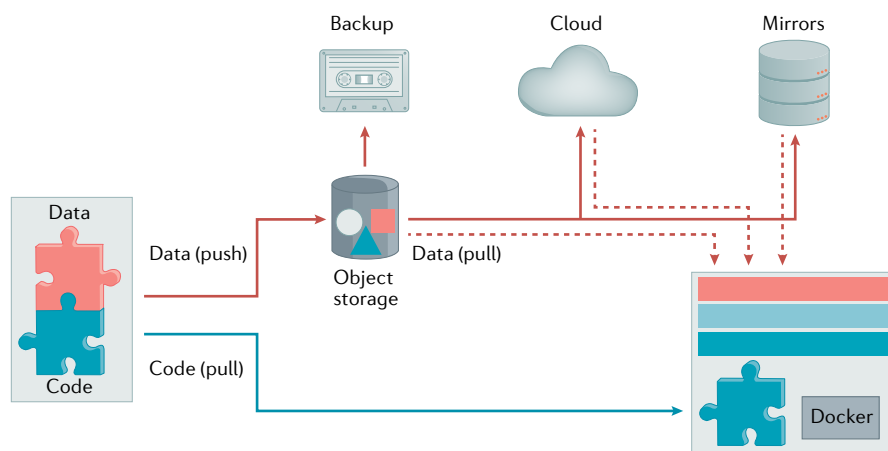 Backup
Cloud
Mirrors
Data
Data (push)
Data (pull)
Object
storage
Code
Code (pull)
Docker